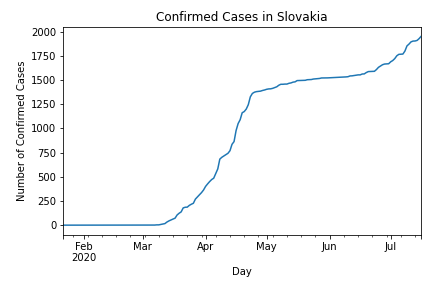 Confirmed Cases in Slovakia
Number of Confirmed Cases
2000
1750
1500
1250
1000
750
500
250
0
Feb Mar Apr May Jun Jul
2020
Day